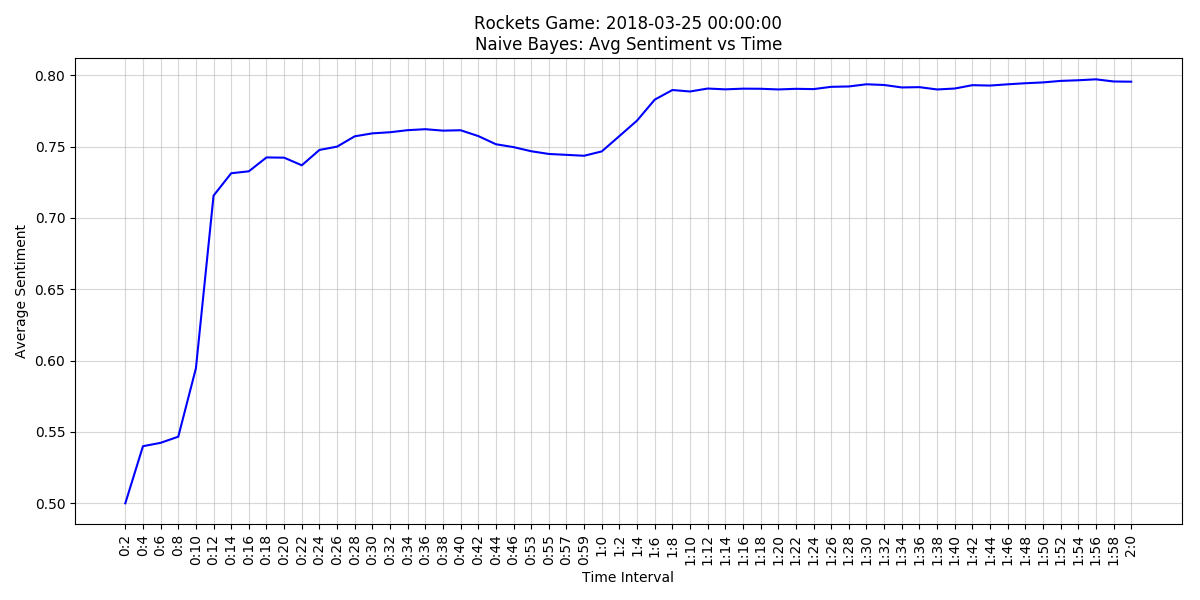 Rockets Game: 2018-03-25 00:00:00
Naive Bayes: Avg Sentiment vs Time
0.80
0.75
0.70
0.65
0.60
0.55
0.50
Average Sentiment
0:2 0:4 0:6 0:8 0:10 0:12 0:14 0:16 0:18 0:20 0:22 0:24 0:26 0:28 0:30 0:32 0:34 0:36 0:38 0:40 0:42 0:44 0:46 0:53 0:55 0:57 0:59 1:0 1:2 1:4 1:6 1:8 1:10 1:12 1:14 1:16 1:18 1:20 1:22 1:24 1:26 1:28 1:30 1:32 1:34 1:36 1:38 1:40 1:42 1:44 1:46 1:48 1:50 1:52 1:54 1:56 1:58 2:0
Time Interval